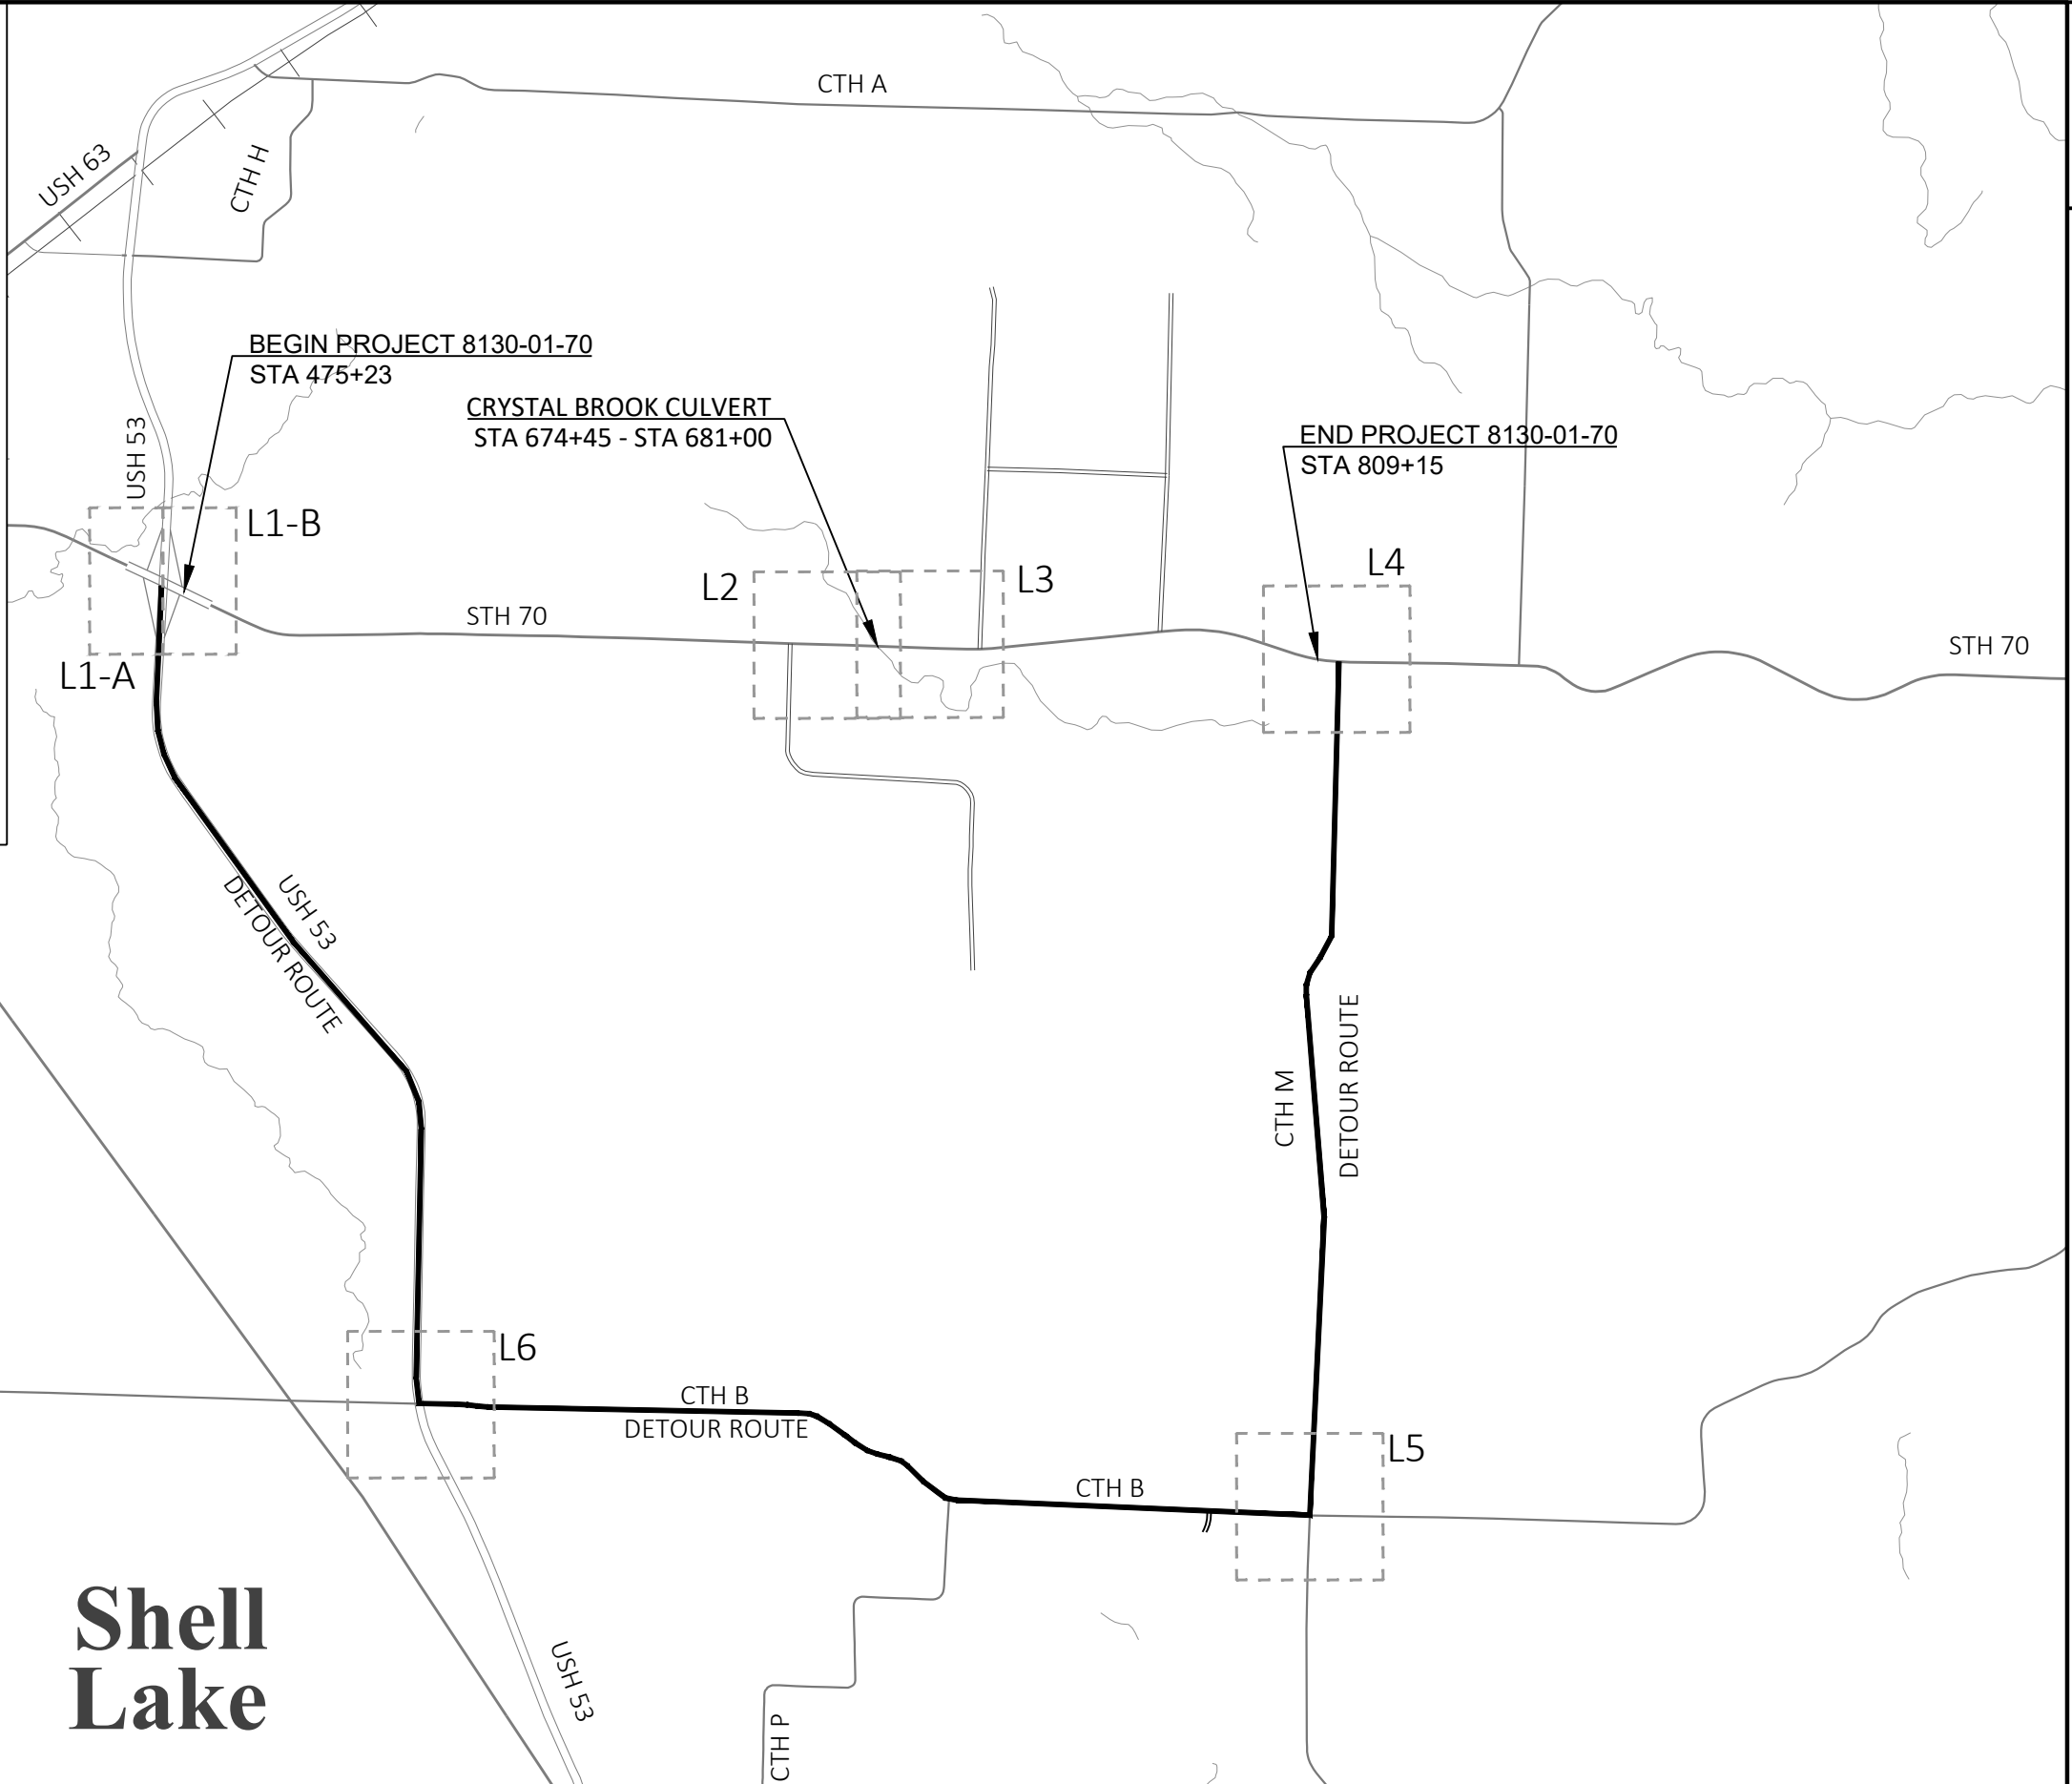 CTH A
USH 63
CTH H
BEGIN PROJECT 8130-01-70
STA 475+23
CRYSTAL BROOK CULVERT
STA 674+45 - STA 681+00
END PROJECT 8130-01-70
STA 809+15
USH 53
L1-B
L2
L3
L4
STH 70
STH 70
L1-A
USH 53
DETOUR ROUTE
CTH M
DETOUR ROUTE
L6
CTH B
DETOUR ROUTE
L5
CTH B
Shell
Lake
USH 53
CTH P